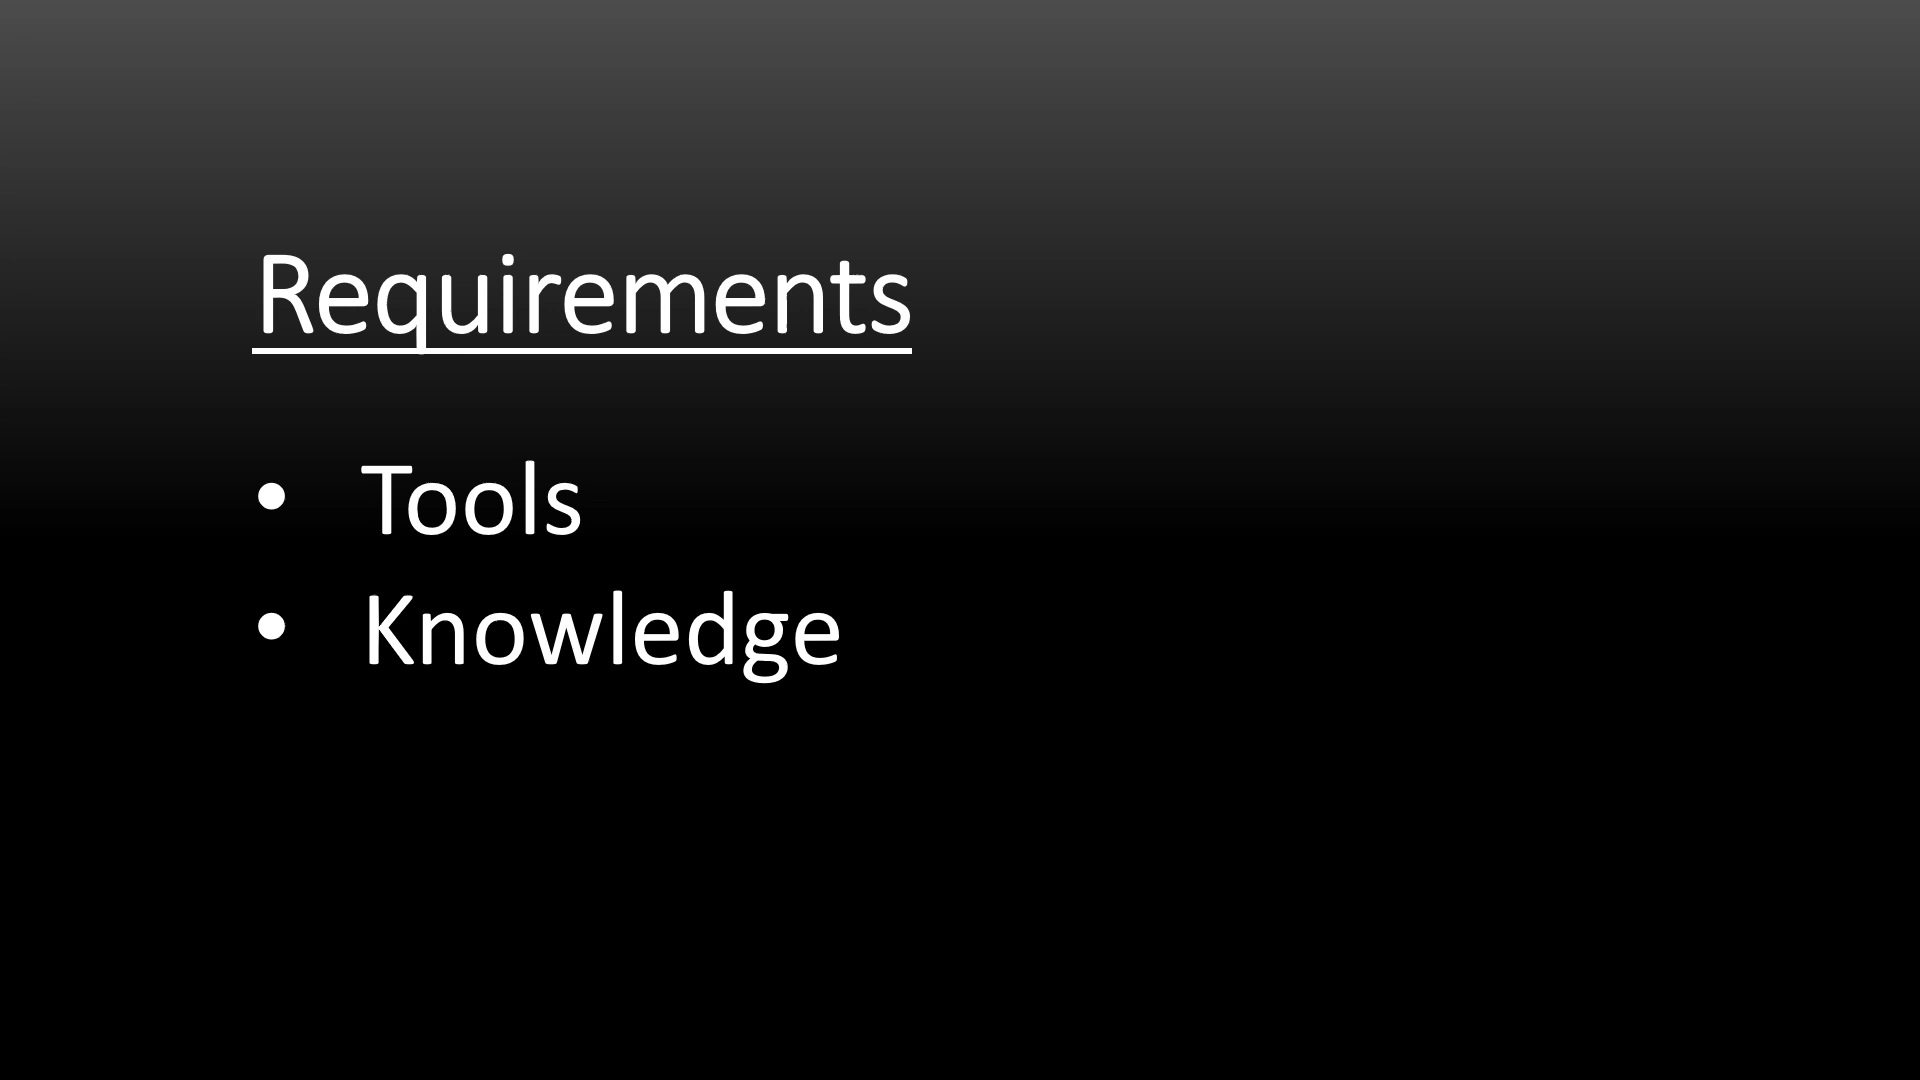 Requirements
• Tools
• Knowledge